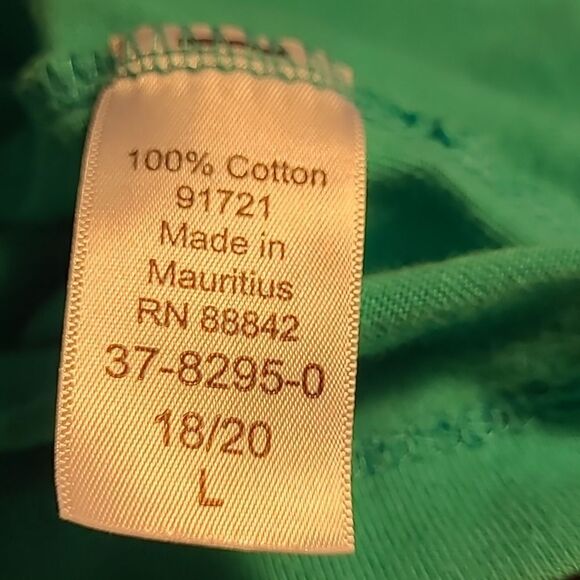 100% Cotton
91721
Made in
Mauritius
RN 88842
37-8295-0
18/20
L